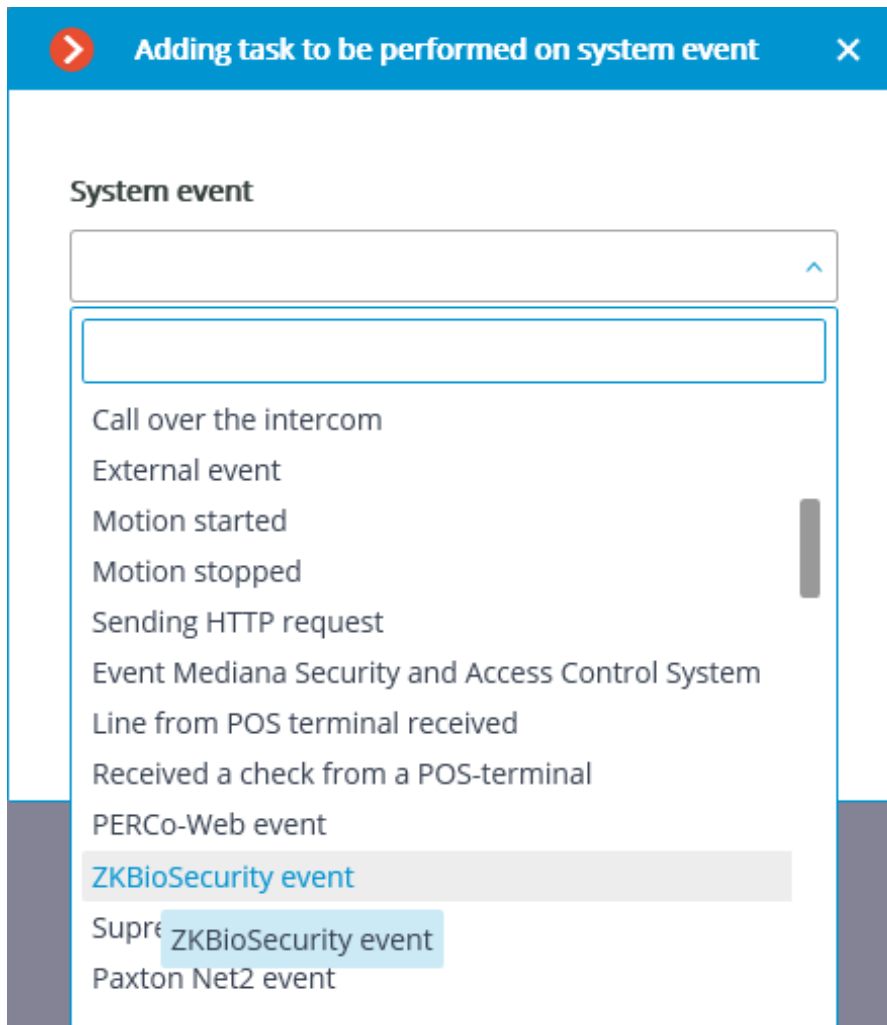 Adding task to be performed on system event
System event
Call over the intercom
External event
Motion started
Motion stopped
Sending HTTP request
Event Mediana Security and Access Control System
Line from POS terminal received
Received a check from a POS-terminal
PERCo-Web event
ZKBioSecurity event
ZKBioSecurity event
Paxton Net2 event